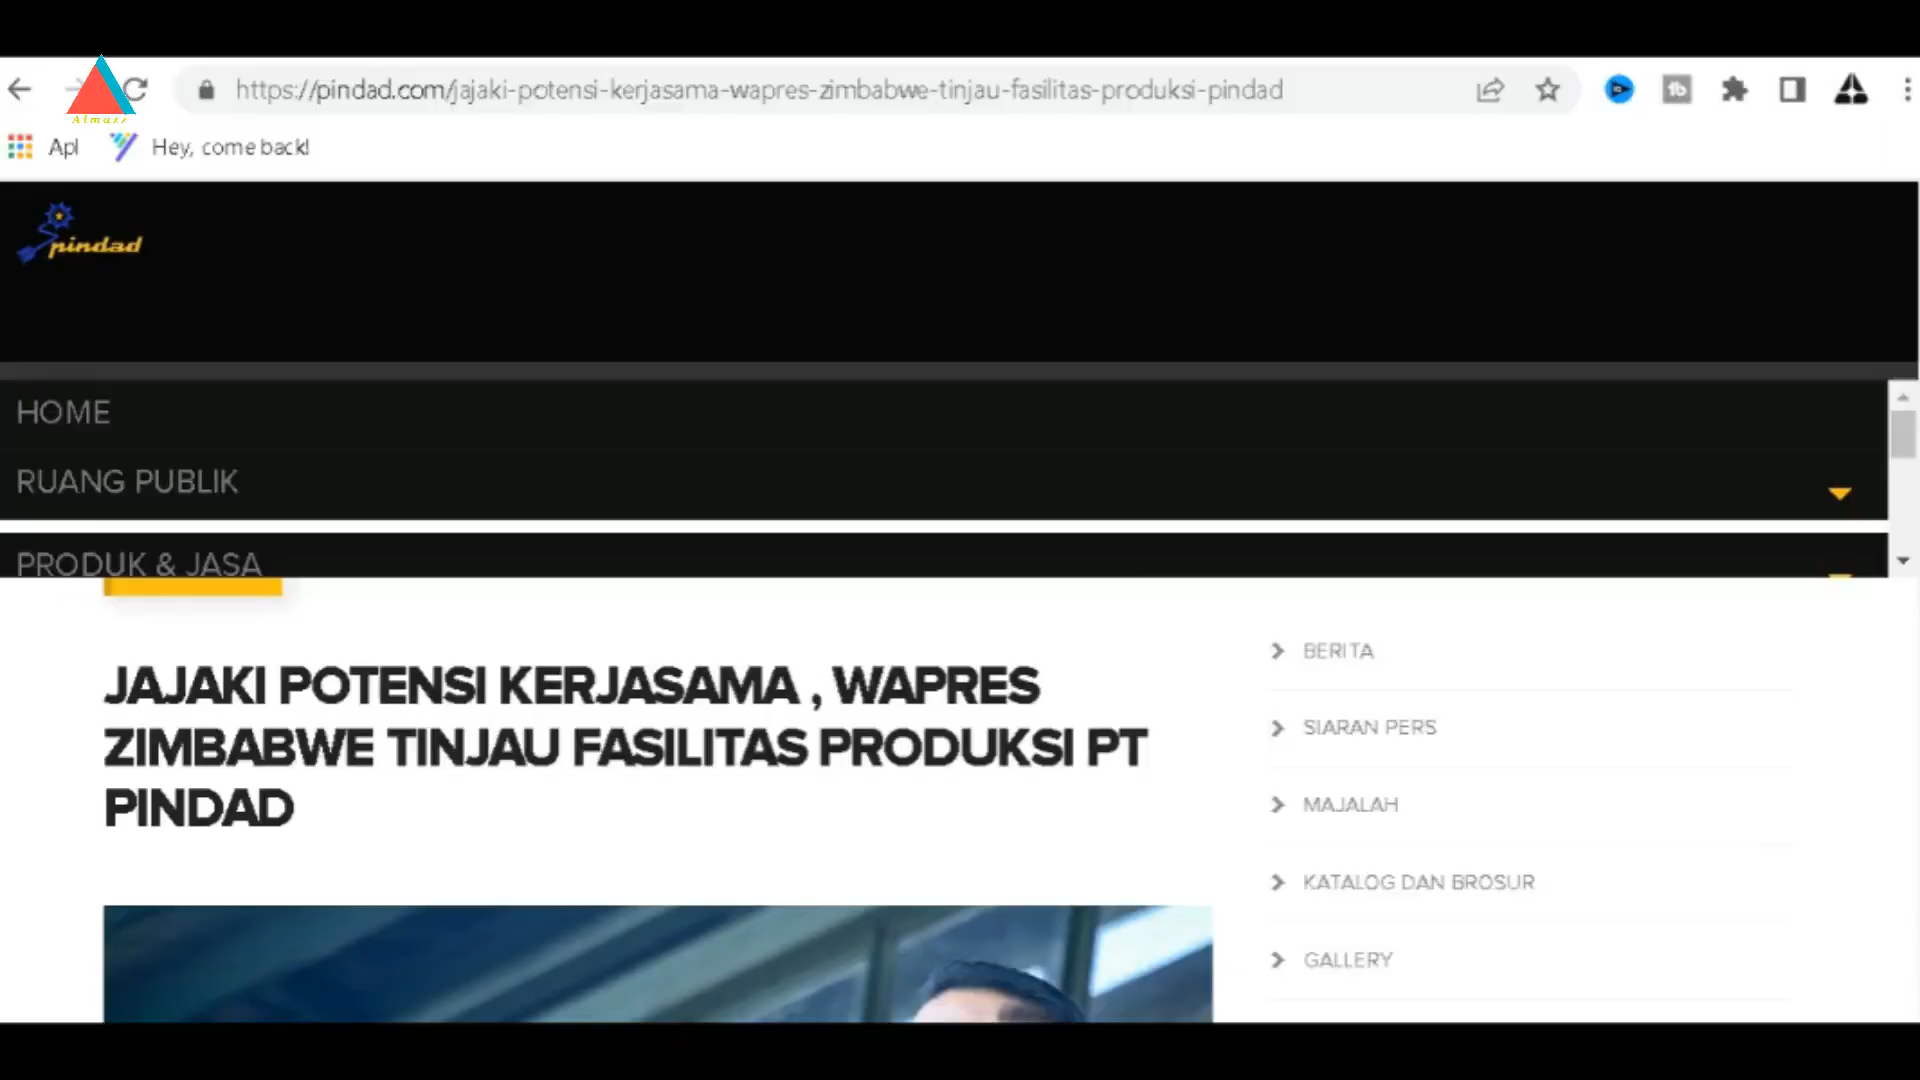 https://pindad.com/jajaki-potensi-kerjasama-wapres-zimbabwe-tinjau-fasilitas-produksi-pindad
Almazz
Apl Hey, come back!
pindad
HOME
RUANG PUBLIK
PRODUK & JASA
JAJAKI POTENSI KERJASAMA , WAPRES
ZIMBABWE TINJAU FASILITAS PRODUKSI PT
PINDAD
BERITA
SIARAN PERS
MAJALAH
KATALOG DAN BROSUR
GALLERY